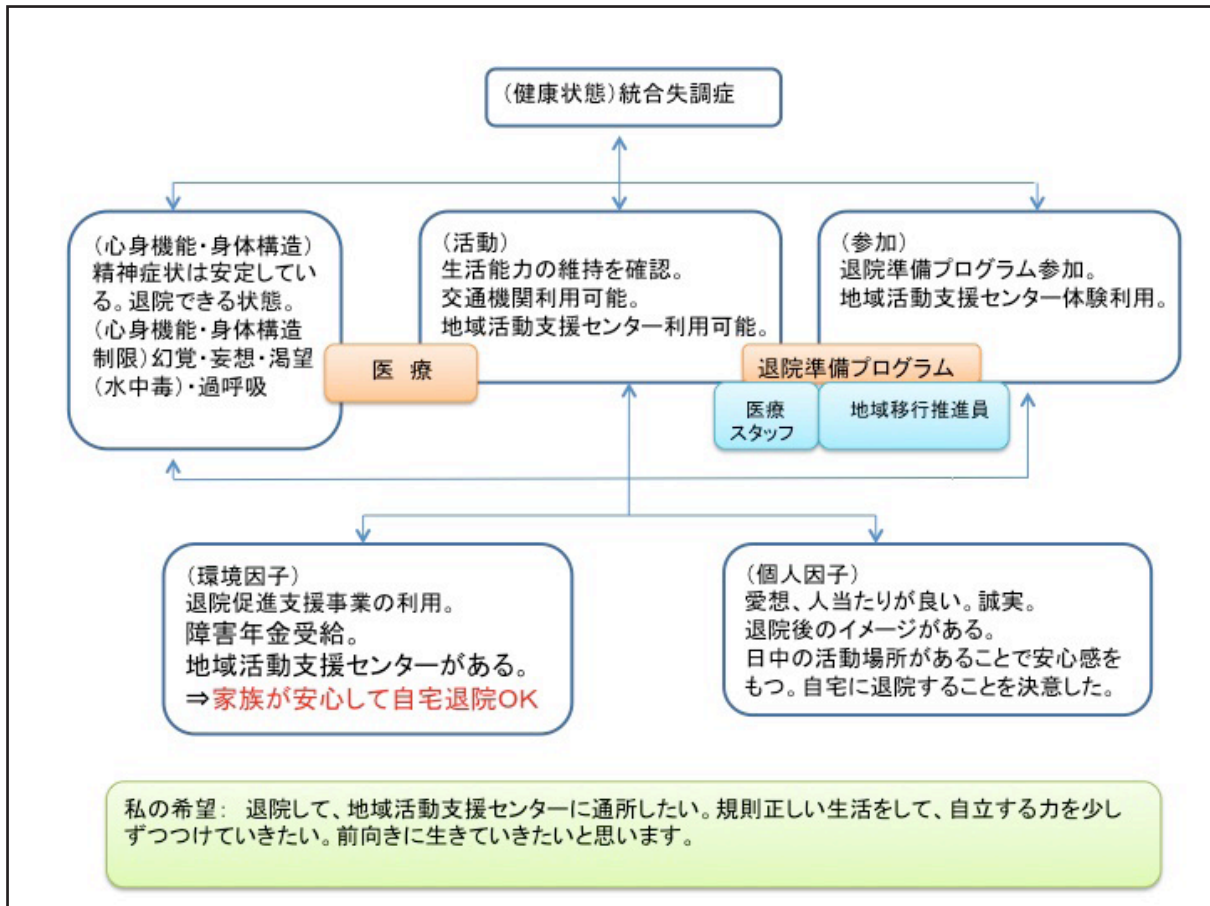 （健康状態）統合失調症
（心身機能・身体構造）
精神症状は安定してい
る。退院できる状態。
（心身機能・身体構造
制限）幻覚・妄想・渇望
（水中毒）・過呼吸
医　療
（活動）
生活能力の維持を確認。
交通機関利用可能。
地域活動支援センター利用可能。
（参加）
退院準備プログラム参加。
地域活動支援センター体験利用。
退院準備プログラム
医療
スタッフ
地域移行推進員
（環境因子）
退院促進支援事業の利用。
障害年金受給。
地域活動支援センターがある。
⇒家族が安心して自宅退院OK
（個人因子）
愛想、人当たりが良い。誠実。
退院後のイメージがある。
日中の活動場所があることで安心感を
もつ。自宅に退院することを決意した。
私の希望：　退院して、地域活動支援センターに通所したい。規則正しい生活をして、自立する力を少し
ずつつけていきたい。前向きに生きていきたいと思います。